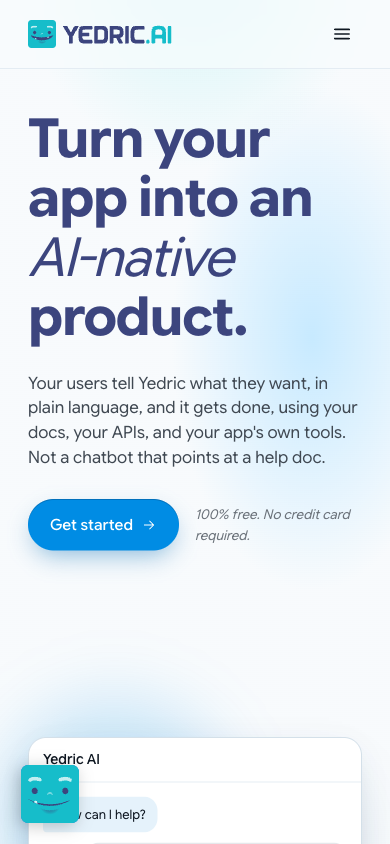 YEDRIC.AI
Turn your
app into an
AI-native
product.
Your users tell Yedric what they want, in
plain language, and it gets done, using your
docs, your APIs, and your app's own tools.
Not a chatbot that points at a help doc.
Get started →
100% free. No credit card
required.
Yedric AI
can I help?